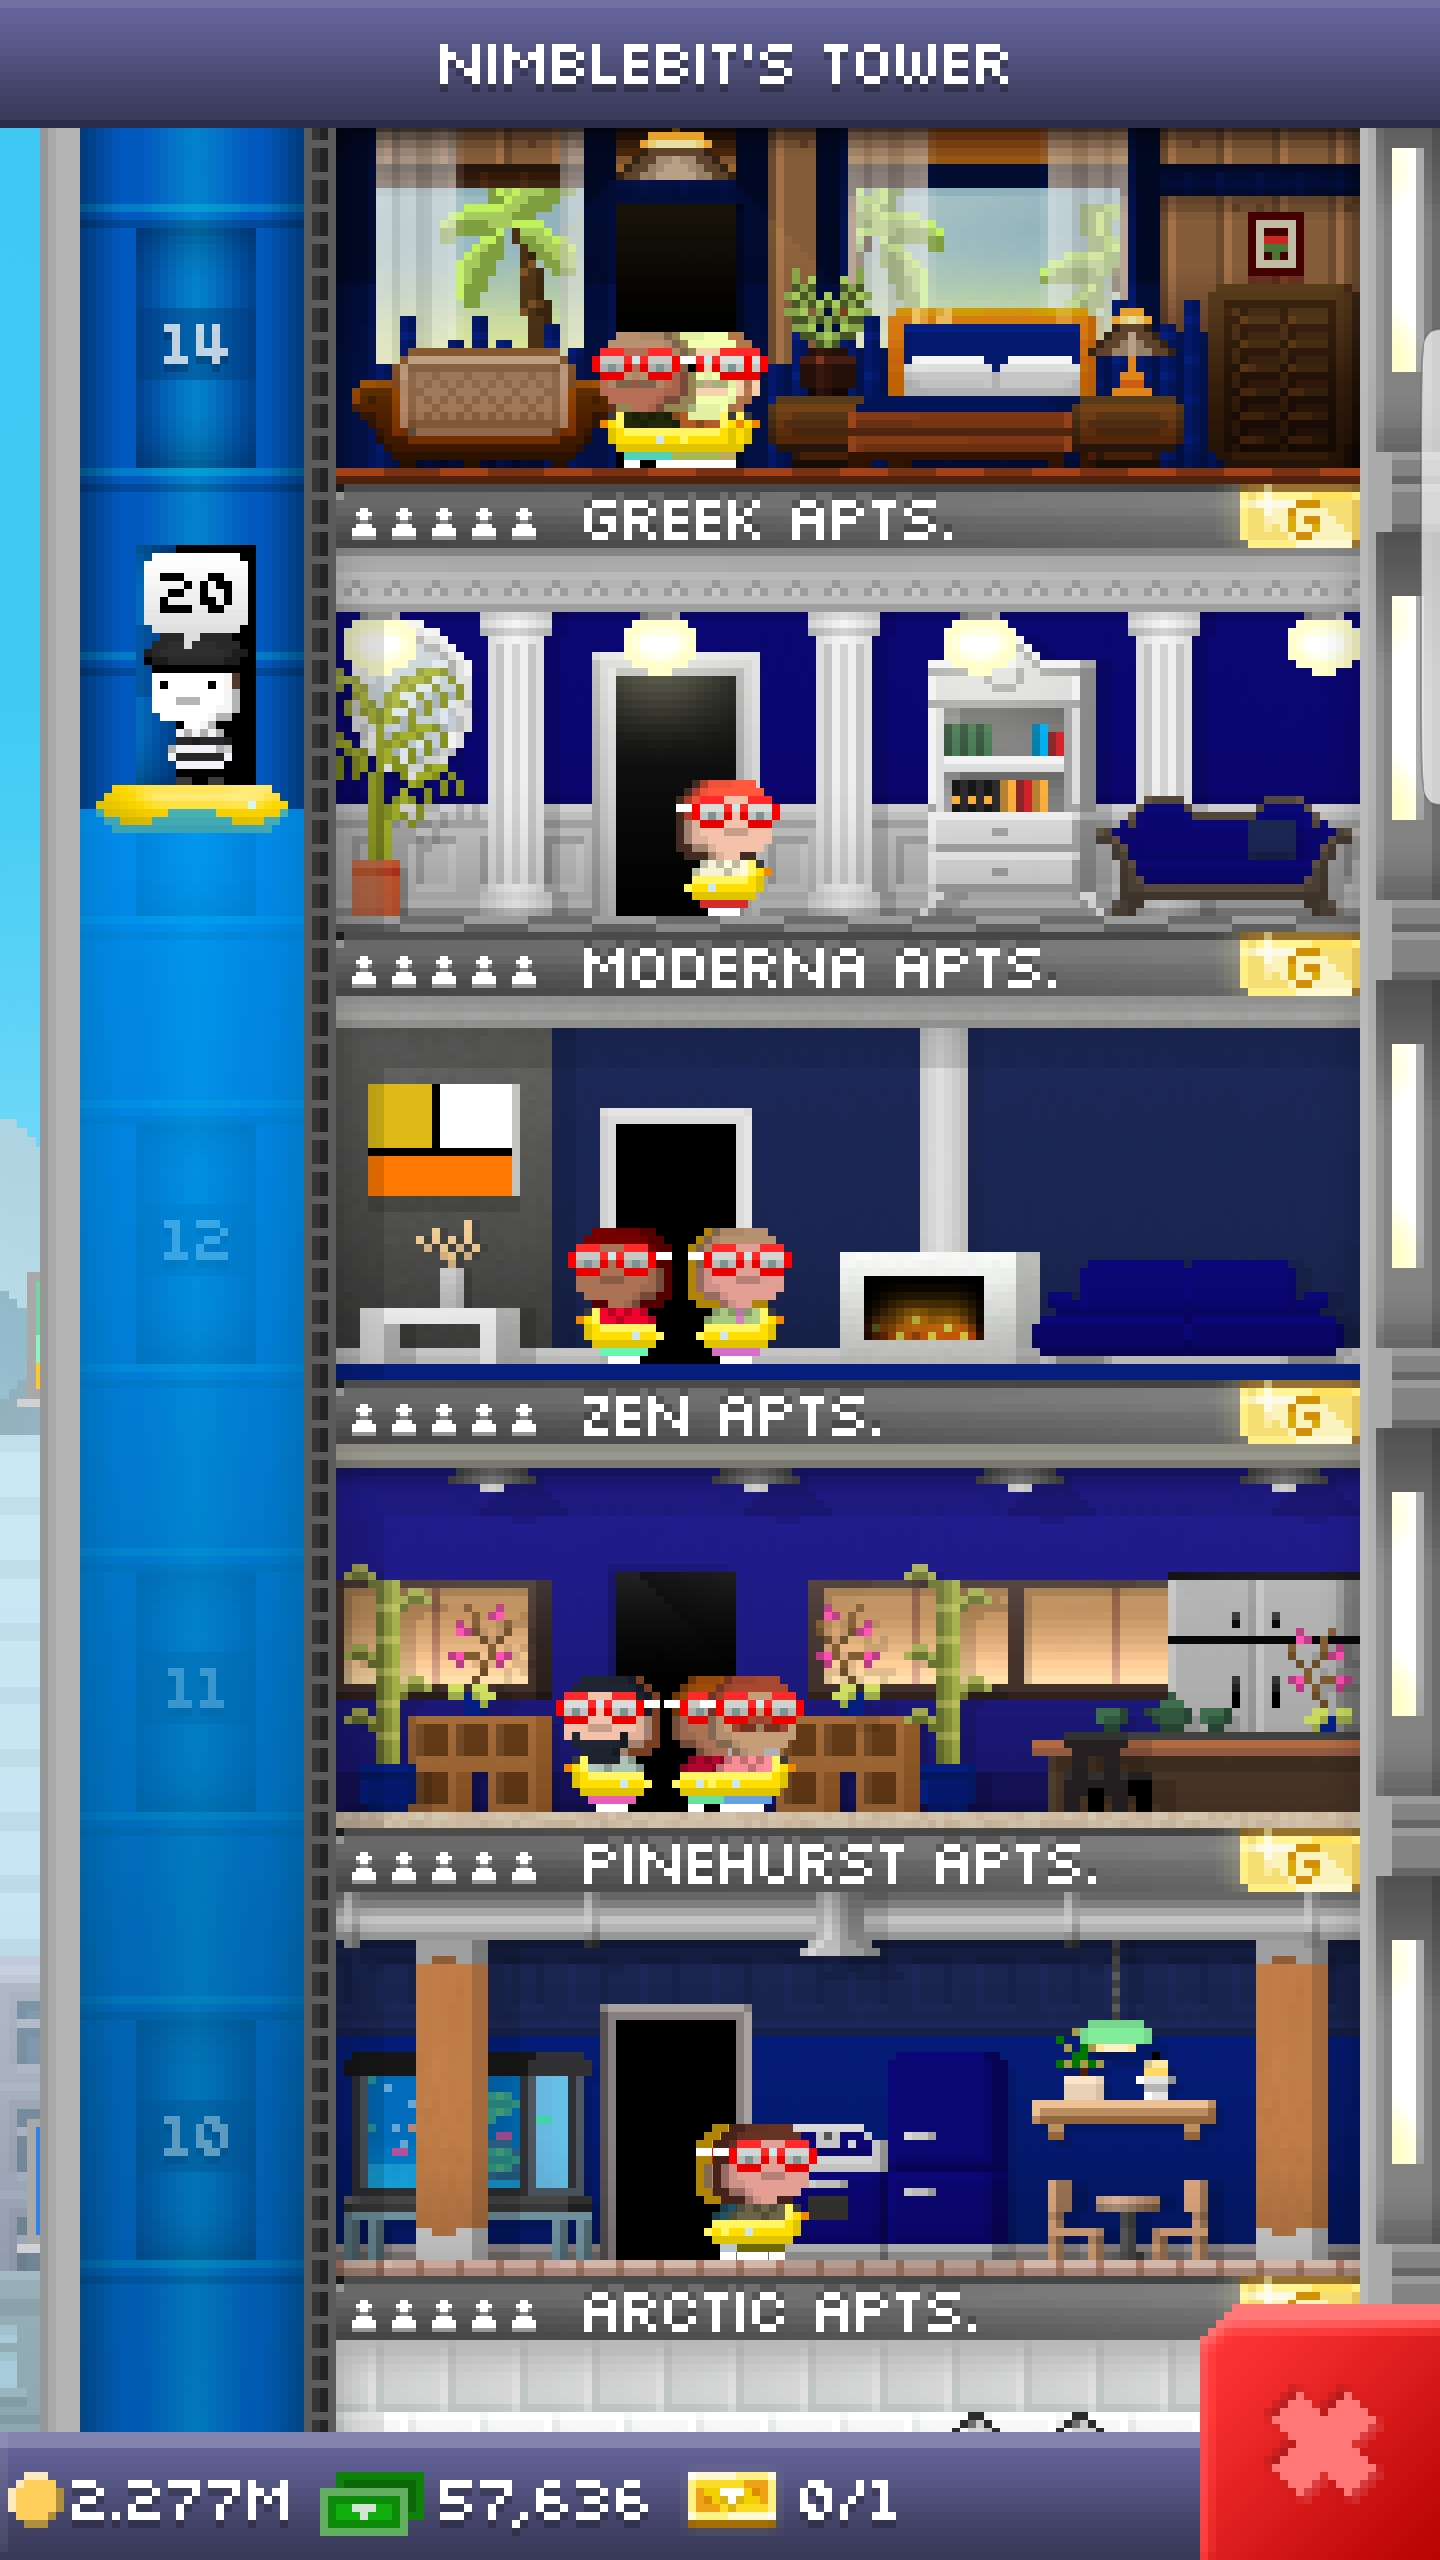 NIMBLEBIT'S TOWER
14
GREEK APTS. G
20
MODERNA APTS. G
12
ZEN APTS. G
11
PINEHURST APTS. G
10
ARCTIC APTS.
2.277M 57,636 0/1